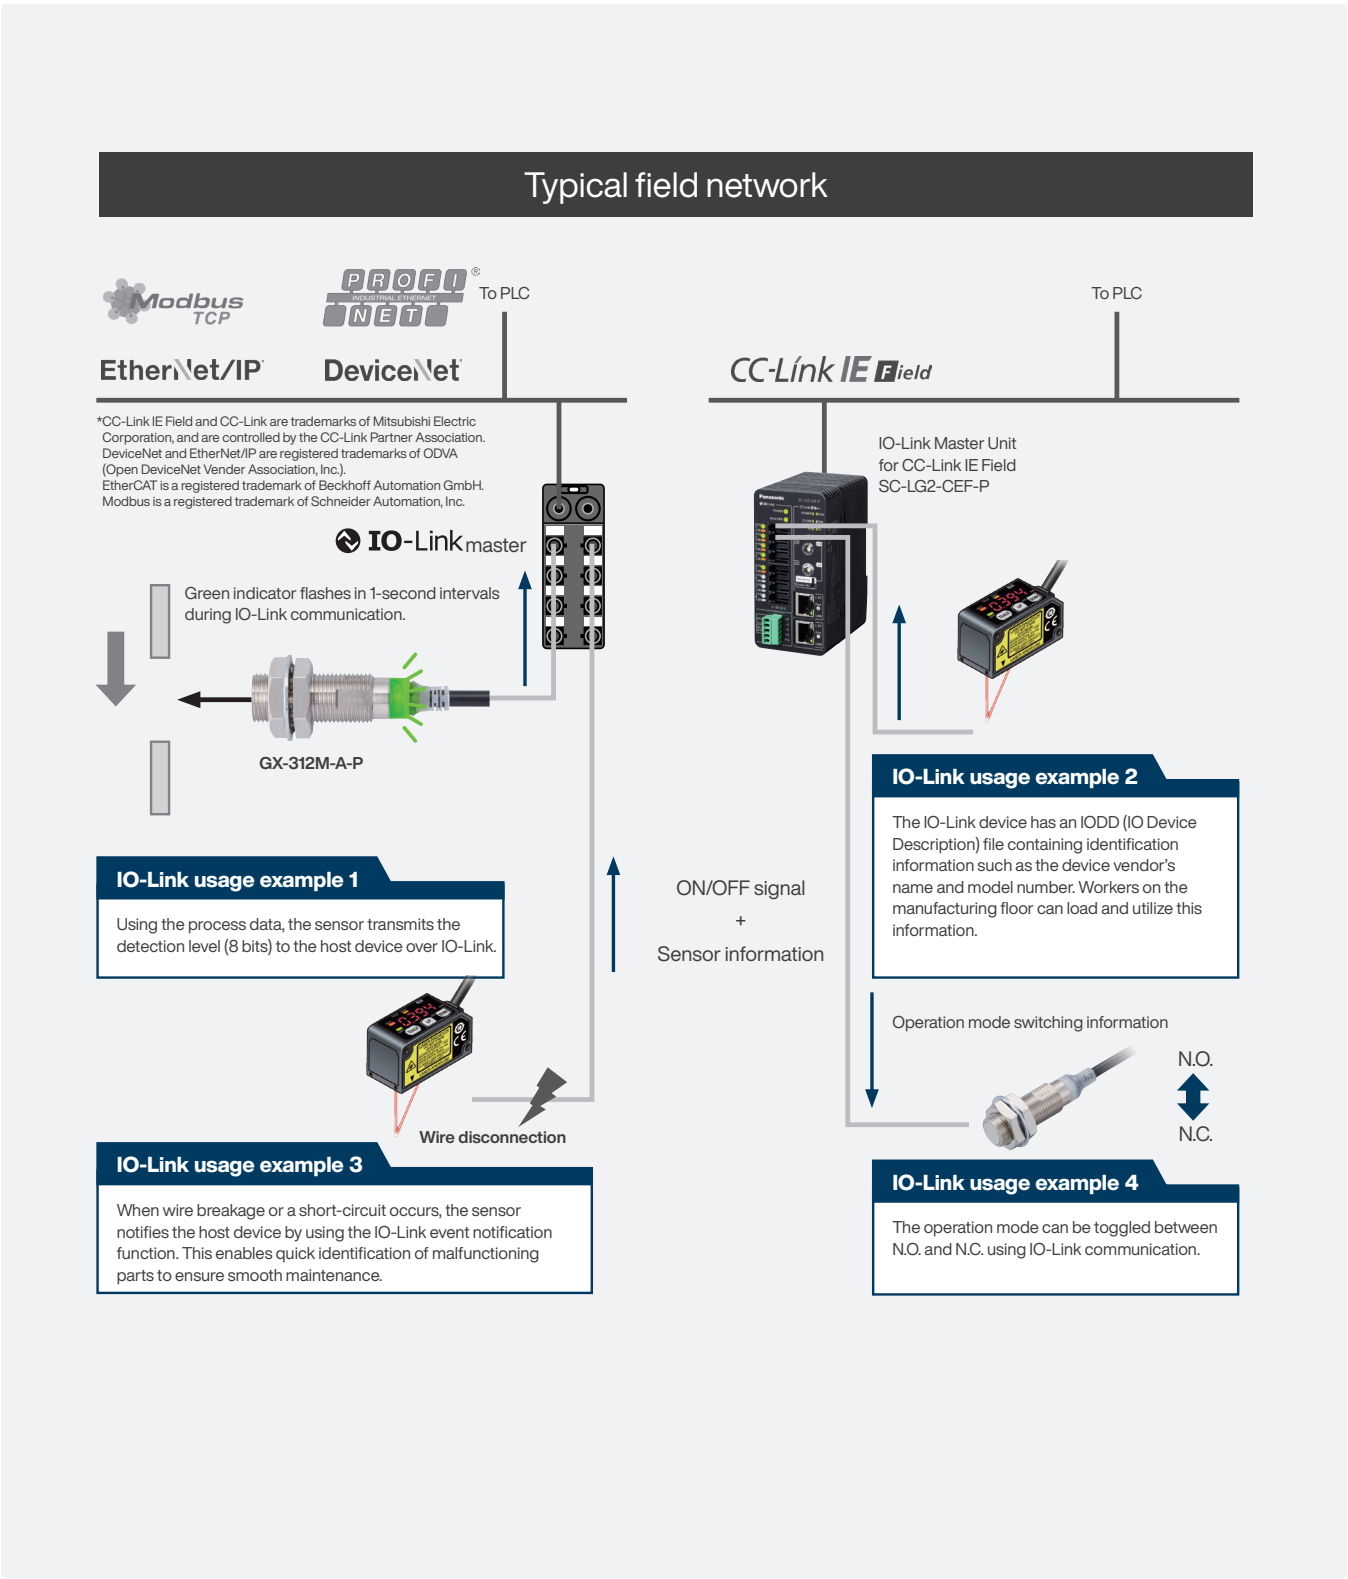 Typical field network
Modbus
TCP
PROFI®
INDUSTRIAL ETHERNET
NET
To PLC
EtherNet/IP
DeviceNet
*CC-Link IE Field and CC-Link are trademarks of Mitsubishi Electric
Corporation, and are controlled by the CC-Link Partner Association.
DeviceNet and EtherNet/IP are registered trademarks of ODVA
(Open DeviceNet Vender Association, Inc.).
EtherCAT is a registered trademark of Beckhoff Automation GmbH.
Modbus is a registered trademark of Schneider Automation, Inc.
IO-Link master
Green indicator flashes in 1-second intervals
during IO-Link communication.
GX-312M-A-P
IO-Link usage example 1
Using the process data, the sensor transmits the
detection level (8 bits) to the host device over IO-Link.
0.394
Wire disconnection
IO-Link usage example 3
When wire breakage or a short-circuit occurs, the sensor
notifies the host device by using the IO-Link event notification
function. This enables quick identification of malfunctioning
parts to ensure smooth maintenance.
ON/OFF signal
+
Sensor information
To PLC
CC-Link IE Field
IO-Link Master Unit
for CC-Link IE Field
SC-LG2-CEF-P
Panasonic
0.394
CE
IO-Link usage example 2
The IO-Link device has an IODD (IO Device
Description) file containing identification
information such as the device vendor's
name and model number. Workers on the
manufacturing floor can load and utilize this
information.
Operation mode switching information
N.O.
N.C.
IO-Link usage example 4
The operation mode can be toggled between
N.O. and N.C. using IO-Link communication.